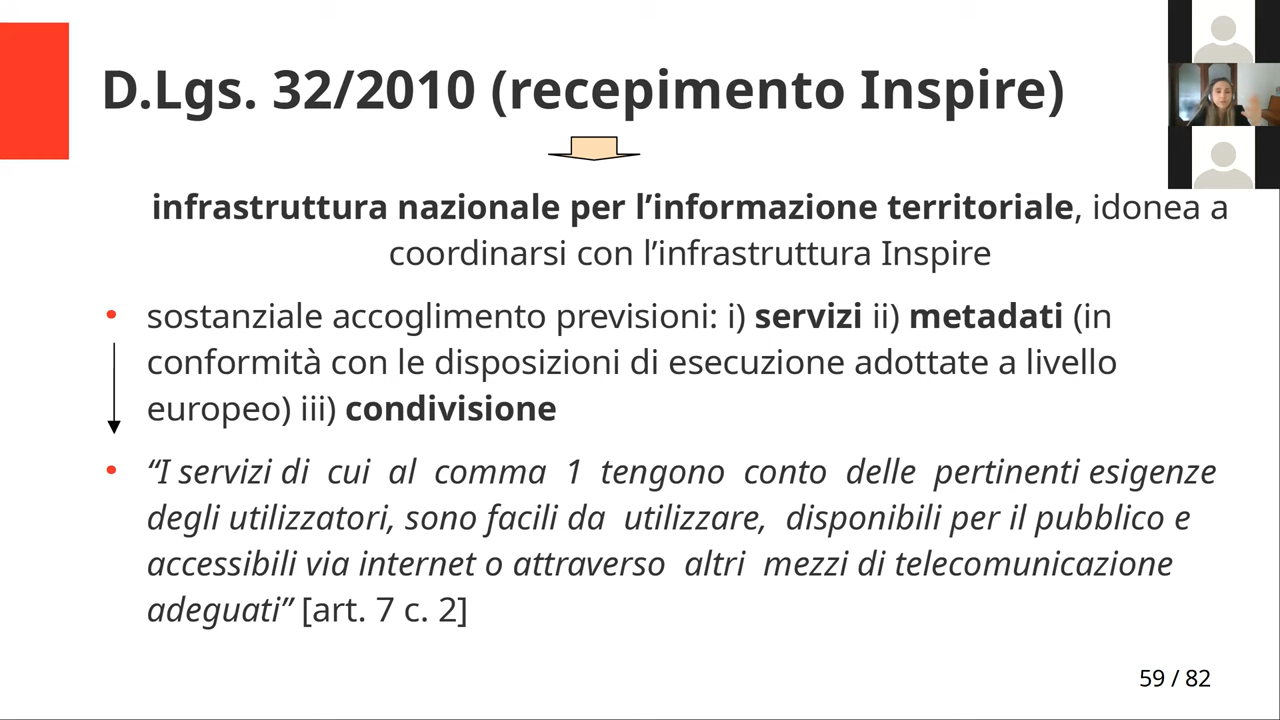 D.Lgs. 32/2010 (recepimento Inspire)
infrastruttura nazionale per l’informazione territoriale, idonea a
coordinarsi con l’infrastruttura Inspire
• sostanziale accoglimento previsioni: i) servizi ii) metadati (in
conformità con le disposizioni di esecuzione adottate a livello
europeo) iii) condivisione
• “I servizi di cui al comma 1 tengono conto delle pertinenti esigenze
degli utilizzatori, sono facili da utilizzare, disponibili per il pubblico e
accessibili via internet o attraverso altri mezzi di telecomunicazione
adeguati” [art. 7 c. 2]
59 / 82